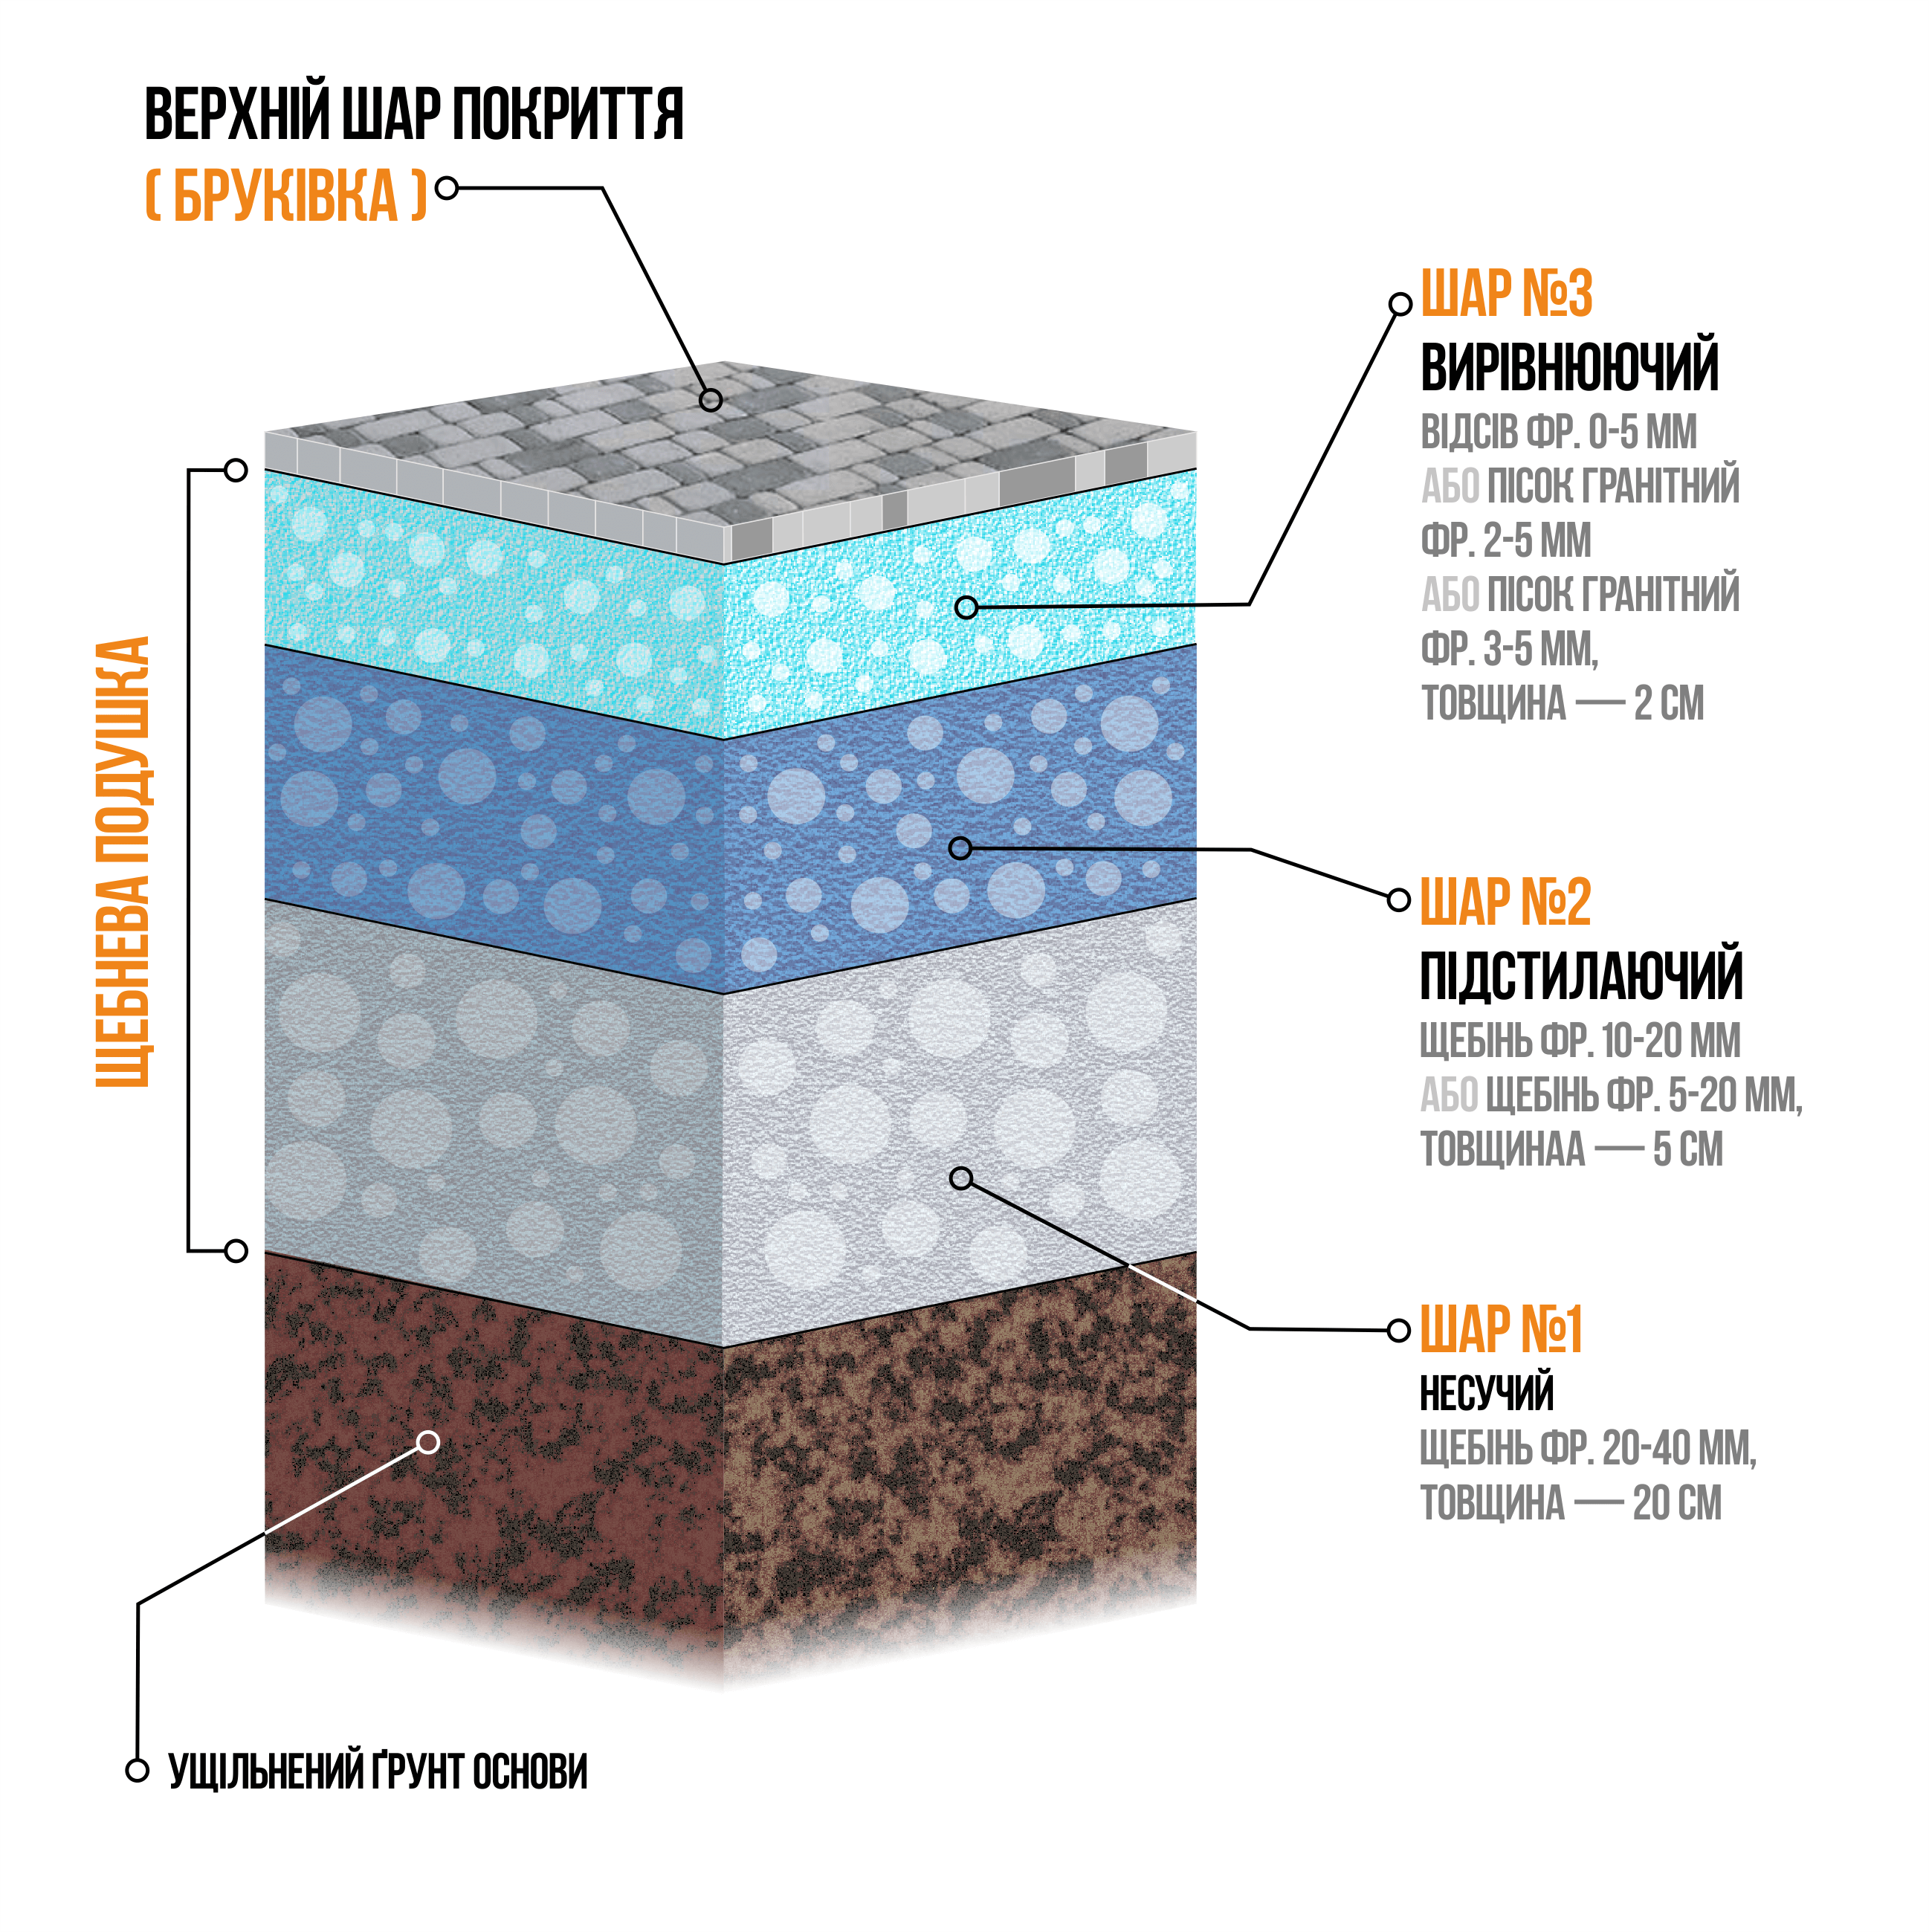 ВЕРХНІЙ ШАР ПОКРИТТЯ
( БРУКІВКА )
ШАР №3
ВИРІВНЮЮЧИЙ
ВІДСІВ ФР. 0-5 ММ
АБО ПІСОК ГРАНІТНИЙ
ФР. 2-5 ММ
АБО ПІСОК ГРАНІТНИЙ
ФР. 3-5 ММ,
ТОВЩИНА — 2 СМ
ЩЕБНЕВА ПОДУШКА
ШАР №2
ПІДСТИЛАЮЧИЙ
ЩЕБІНЬ ФР. 10-20 ММ
АБО ЩЕБІНЬ ФР. 5-20 ММ,
ТОВЩИНАА — 5 СМ
ШАР №1
НЕСУЧИЙ
ЩЕБІНЬ ФР. 20-40 ММ,
ТОВЩИНА — 20 СМ
УЩІЛЬНЕНИЙ ҐРУНТ ОСНОВИ